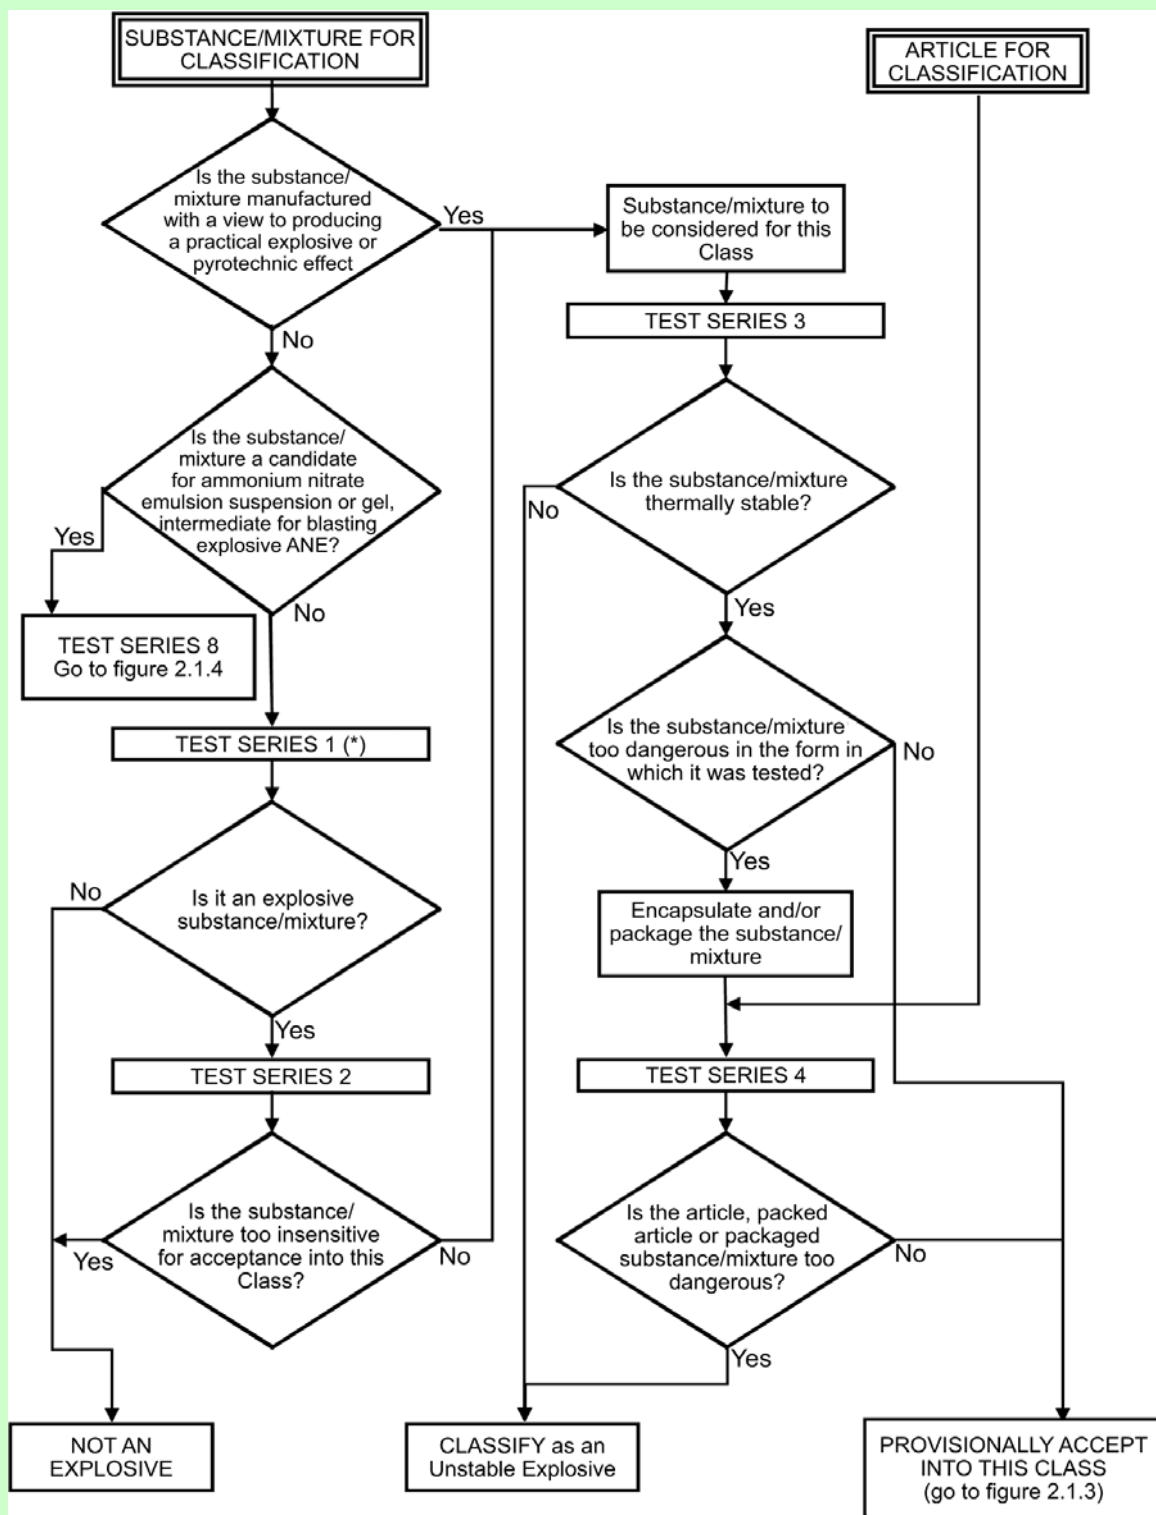 SUBSTANCE/MIXTURE FOR
CLASSIFICATION
ARTICLE FOR
CLASSIFICATION
Is the substance/
mixture manufactured
with a view to producing
a practical explosive or
pyrotechnic effect
Yes
No
Substance/mixture to
be considered for this
Class
TEST SERIES 3
Is the substance/
mixture a candidate
for ammonium nitrate
emulsion suspension or gel,
intermediate for blasting
explosive ANE?
Yes
No
Is the substance/mixture
thermally stable?
No
Yes
TEST SERIES 8
Go to figure 2.1.4
TEST SERIES 1 (*)
Is the substance/mixture
too dangerous in the form in
which it was tested?
No
Yes
Is it an explosive
substance/mixture?
No
Yes
Encapsulate and/or
package the substance/
mixture
TEST SERIES 2
TEST SERIES 4
Is the substance/
mixture too insensitive
for acceptance into this
Class?
Yes
No
Is the article, packed
article or packaged
substance/mixture too
dangerous?
No
Yes
NOT AN
EXPLOSIVE
CLASSIFY as an
Unstable Explosive
PROVISIONALLY ACCEPT
INTO THIS CLASS
(go to figure 2.1.3)